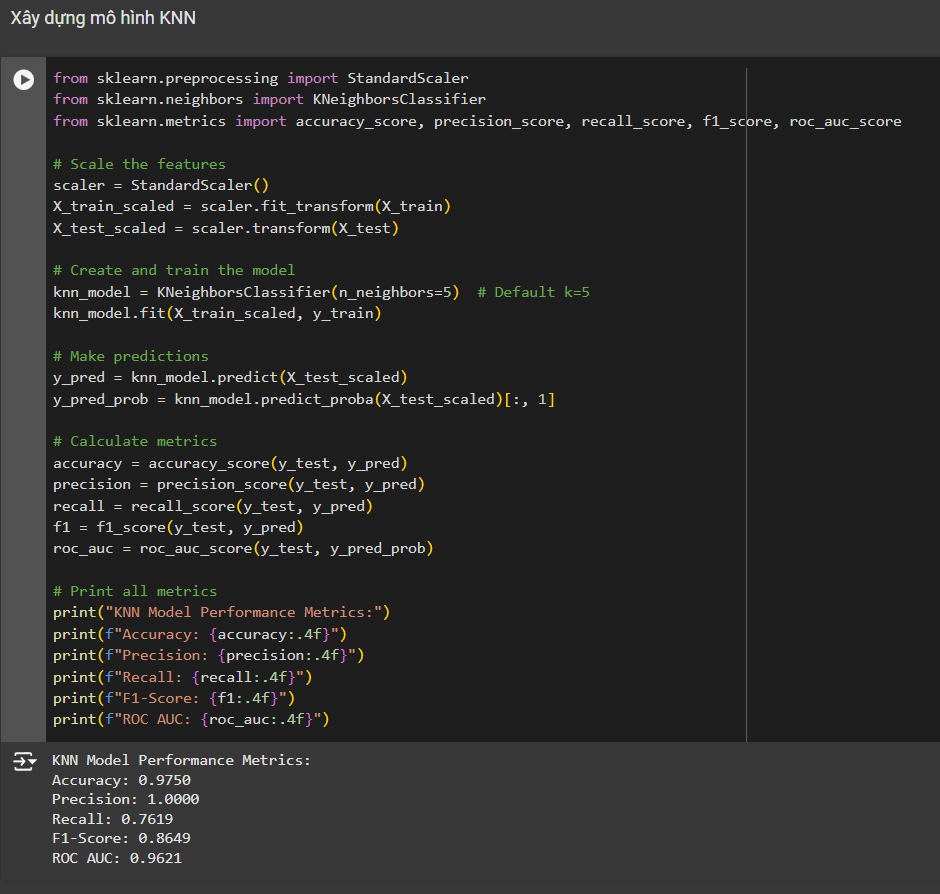 Xây dựng mô hình KNN
from sklearn.preprocessing import StandardScaler
from sklearn.neighbors import KNeighborsClassifier
from sklearn.metrics import accuracy_score, precision_score, recall_score, f1_score, roc_auc_score
# Scale the features
scaler = StandardScaler()
X_train_scaled = scaler.fit_transform(X_train)
X_test_scaled = scaler.transform(X_test)
# Create and train the model
knn_model = KNeighborsClassifier(n_neighbors=5)  # Default k=5
knn_model.fit(X_train_scaled, y_train)
# Make predictions
y_pred = knn_model.predict(X_test_scaled)
y_pred_prob = knn_model.predict_proba(X_test_scaled)[:, 1]
# Calculate metrics
accuracy = accuracy_score(y_test, y_pred)
precision = precision_score(y_test, y_pred)
recall = recall_score(y_test, y_pred)
f1 = f1_score(y_test, y_pred)
roc_auc = roc_auc_score(y_test, y_pred_prob)
# Print all metrics
print("KNN Model Performance Metrics:")
print(f"Accuracy: {accuracy:.4f}")
print(f"Precision: {precision:.4f}")
print(f"Recall: {recall:.4f}")
print(f"F1-Score: {f1:.4f}")
print(f"ROC AUC: {roc_auc:.4f}")
KNN Model Performance Metrics:
Accuracy: 0.9750
Precision: 1.0000
Recall: 0.7619
F1-Score: 0.8649
ROC AUC: 0.9621